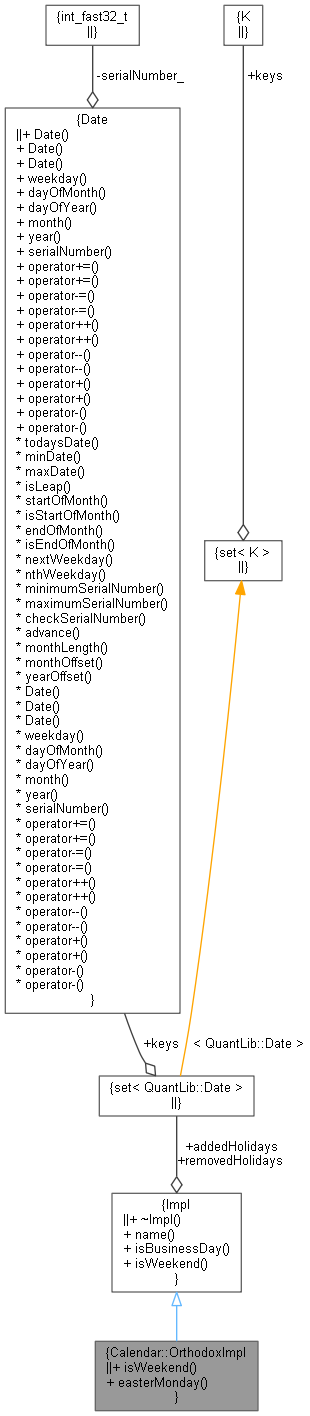 {int_fast32_t
||}
{K
||}
-serialNumber_
+keys
{Date
||+ Date()
+ Date()
+ Date()
+ weekday()
+ dayOfMonth()
+ dayOfYear()
+ month()
+ year()
+ serialNumber()
+ operator+=()
+ operator+=()
+ operator-=()
+ operator-=()
+ operator++()
+ operator++()
+ operator--()
+ operator--()
+ operator+()
+ operator+()
+ operator-()
+ operator-()
* todaysDate()
* minDate()
* maxDate()
* isLeap()
* startOfMonth()
* isStartOfMonth()
* endOfMonth()
* isEndOfMonth()
* nextWeekday()
* nthWeekday()
* minimumSerialNumber()
* maximumSerialNumber()
* checkSerialNumber()
* advance()
* monthLength()
* monthOffset()
* yearOffset()
* Date()
* Date()
* Date()
* weekday()
* dayOfMonth()
* dayOfYear()
* month()
* year()
* serialNumber()
* operator+=()
* operator+=()
* operator-=()
* operator-=()
* operator++()
* operator++()
* operator--()
* operator--()
* operator+()
* operator+()
* operator-()
* operator-()
}
{set< K >
||}
+keys
< QuantLib::Date >
{set< QuantLib::Date >
||}
+addedHolidays
+removedHolidays
{Impl
||+ ~Impl()
+ name()
+ isBusinessDay()
+ isWeekend()
}
{Calendar::OrthodoxImpl
||+ isWeekend()
+ easterMonday()
}